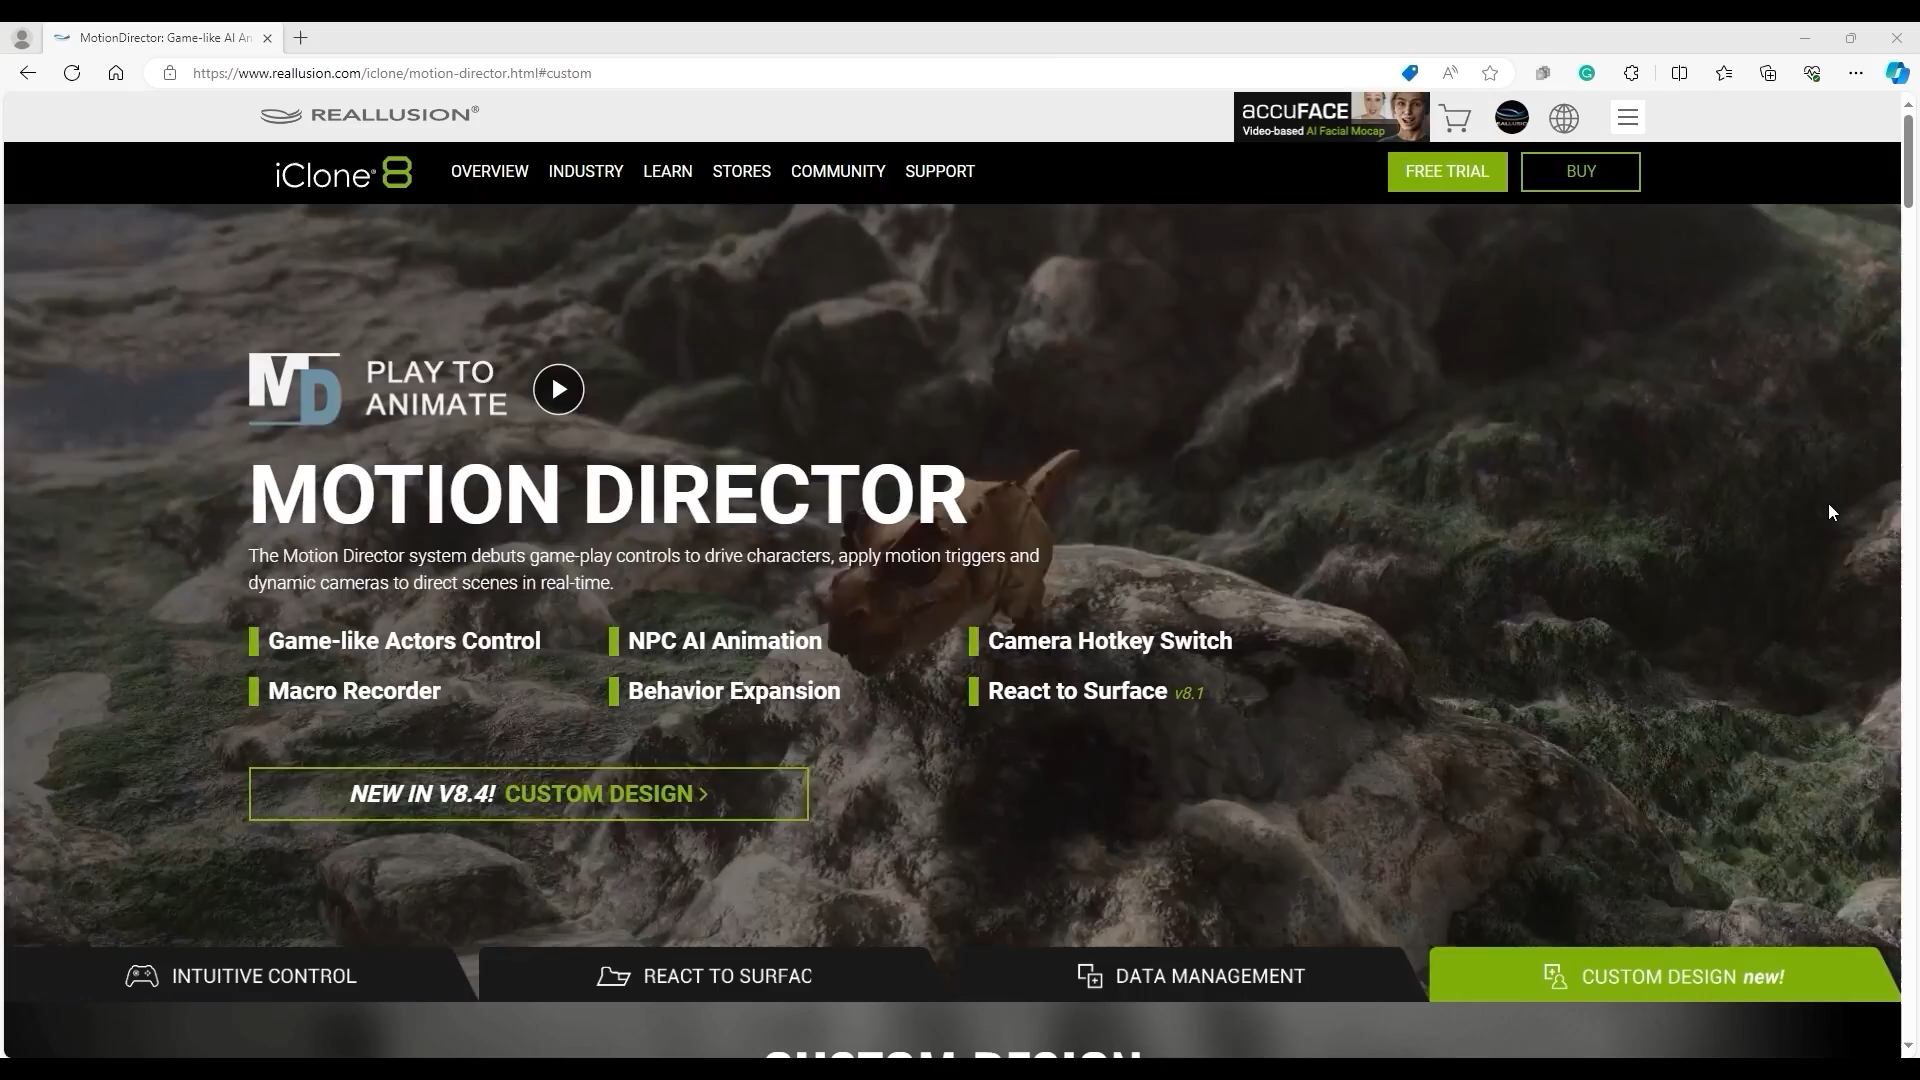 MotionDirector: Game-like AI An
https://www.reallusion.com/iclone/motion-director.html#custom
REALLUSION®
accuFACE
Video-based AI Facial Mocap
REALLUSION
iClone® 8
OVERVIEW INDUSTRY LEARN STORES COMMUNITY SUPPORT
FREE TRIAL
BUY
MD
PLAY TO
ANIMATE
MOTION DIRECTOR
The Motion Director system debuts game-play controls to drive characters, apply motion triggers and
dynamic cameras to direct scenes in real-time.
Game-like Actors Control NPC AI Animation Camera Hotkey Switch
Macro Recorder Behavior Expansion React to Surface v8.1
NEW IN V8.4! CUSTOM DESIGN >
INTUITIVE CONTROL REACT TO SURFAC DATA MANAGEMENT CUSTOM DESIGN new!
CUSTOM DESIGN